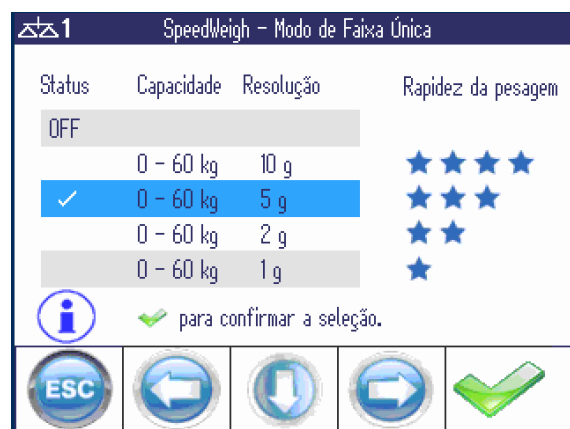 1 SpeedWeigh - Modo de Faixa Única
Status Capacidade Resolução Rapidez da pesagem
OFF
0 - 60 kg 10 g
0 - 60 kg 5 g
0 - 60 kg 2 g
0 - 60 kg 1 g
i para confirmar a seleção.
ESC